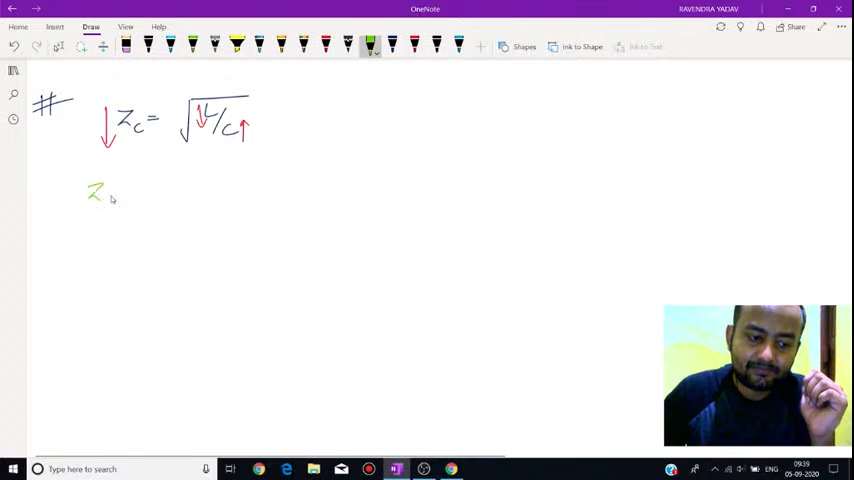 OneNote
RAVENDRA YADAV
Home Insert Draw View Help
Share
Shapes
Ink to Shape
Ink to Text
# ↓Zc = √↓L/C↑
Z
Type here to search
ENG
09:39
05-09-2020